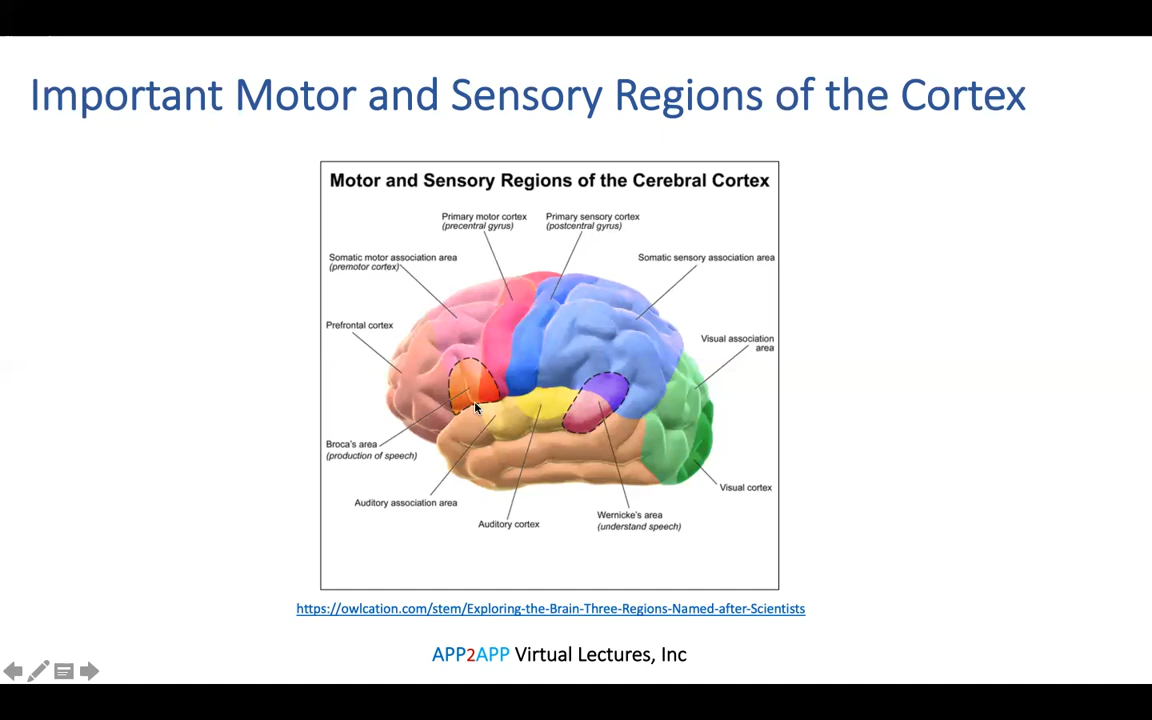 Important Motor and Sensory Regions of the Cortex
Motor and Sensory Regions of the Cerebral Cortex
Primary motor cortex
(precentral gyrus)
Primary sensory cortex
(postcentral gyrus)
Somatic motor association area
(premotor cortex)
Somatic sensory association area
Prefrontal cortex
Visual association
area
Broca's area
(production of speech)
Visual cortex
Auditory association area
Wernicke's area
(understand speech)
Auditory cortex
https://owlcation.com/stem/Exploring-the-Brain-Three-Regions-Named-after-Scientists
APP2APP Virtual Lectures, Inc